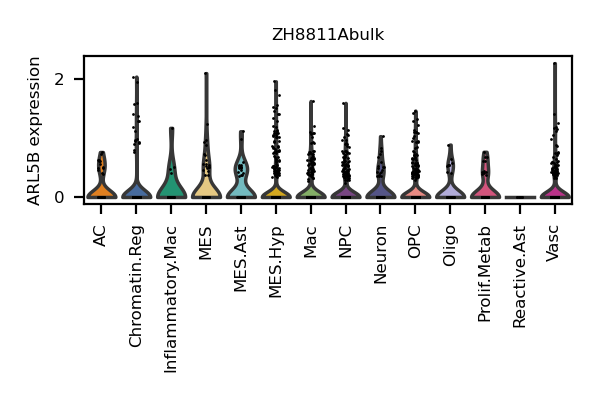 ZH8811Abulk
ARL5B expression
2
0
AC
Chromatin.Reg
Inflammatory.Mac
MES
MES.Ast
MES.Hyp
Mac
NPC
Neuron
OPC
Oligo
Prolif.Metab
Reactive.Ast
Vasc